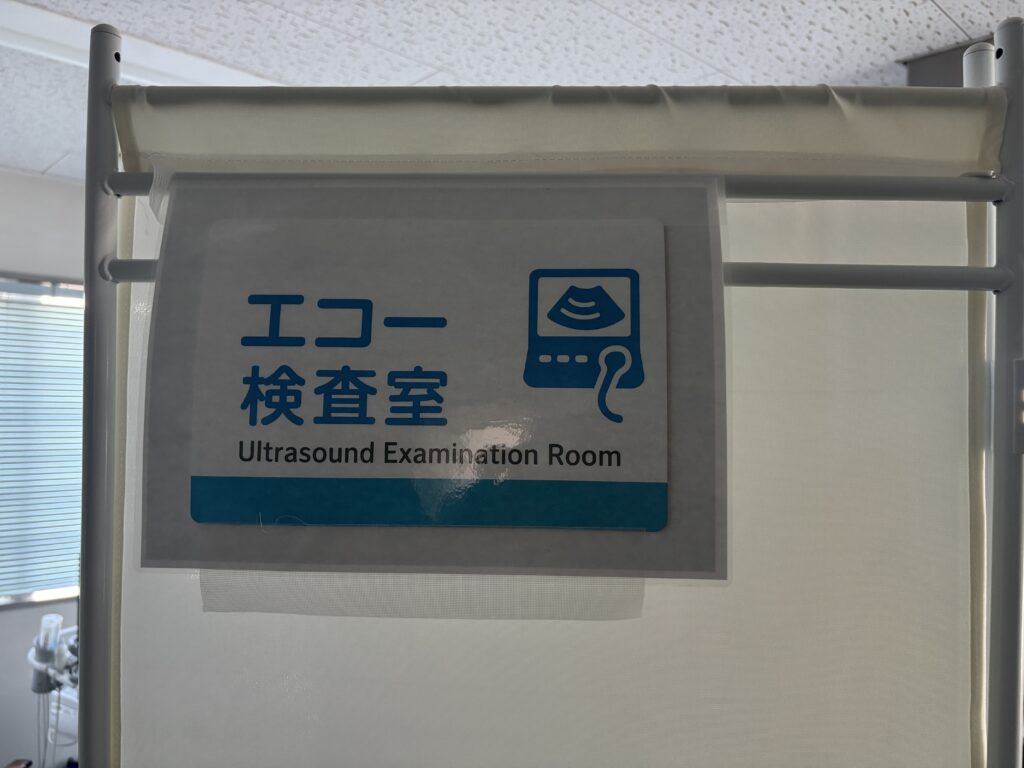 エコー
検査室
Ultrasound Examination Room